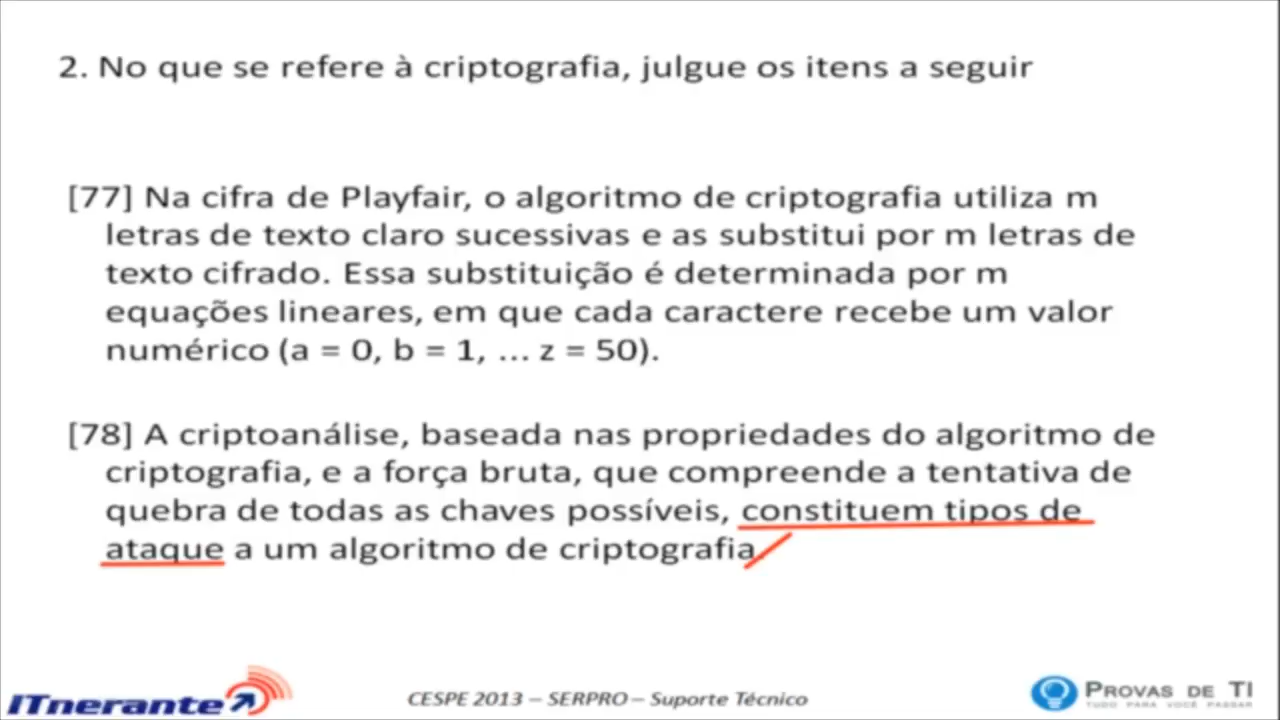 2. No que se refere à criptografia, julgue os itens a seguir
[77] Na cifra de Playfair, o algoritmo de criptografia utiliza m
letras de texto claro sucessivas e as substitui por m letras de
texto cifrado. Essa substituição é determinada por m
equações lineares, em que cada caractere recebe um valor
numérico (a = 0, b = 1, ... z = 50).
[78] A criptoanálise, baseada nas propriedades do algoritmo de
criptografia, e a força bruta, que compreende a tentativa de
quebra de todas as chaves possíveis, constituem tipos de
ataque a um algoritmo de criptografia
ITnerante
CESPE 2013 – SERPRO – Suporte Técnico
PROVAS DE TI
TUDO PARA VOCÊ PASSAR